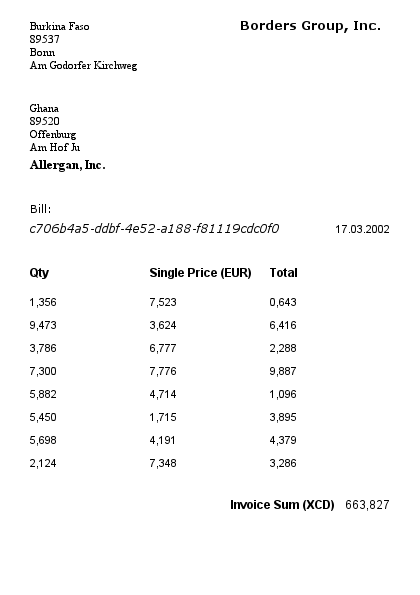 Burkina Faso
Borders Group, Inc.
89537
Bonn
Am Godorfer Kirchweg
Ghana
89520
Offenburg
Am Hof Ju
Allergan, Inc.
Bill:
c706b4a5-ddbf-4e52-a188-f81119cdc0f0 17.03.2002
Qty Single Price (EUR) Total
1,356 7,523 0,643
9,473 3,624 6,416
3,786 6,777 2,288
7,300 7,776 9,887
5,882 4,714 1,096
5,450 1,715 3,895
5,698 4,191 4,379
2,124 7,348 3,286
Invoice Sum (XCD) 663,827